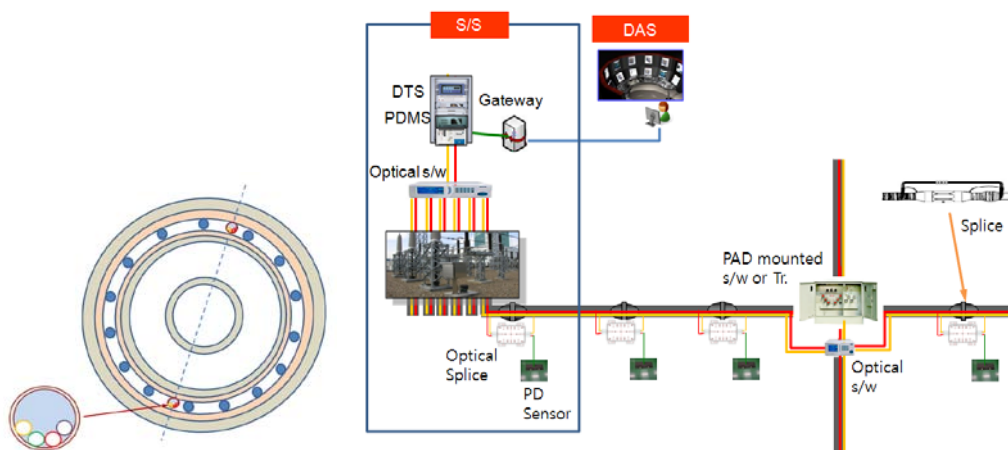 S/S
DAS
DTS
PDMS
Gateway
Optical s/w
Splice
PAD mounted
s/w or Tr.
Optical
Splice
PD
Sensor
Optical
s/w